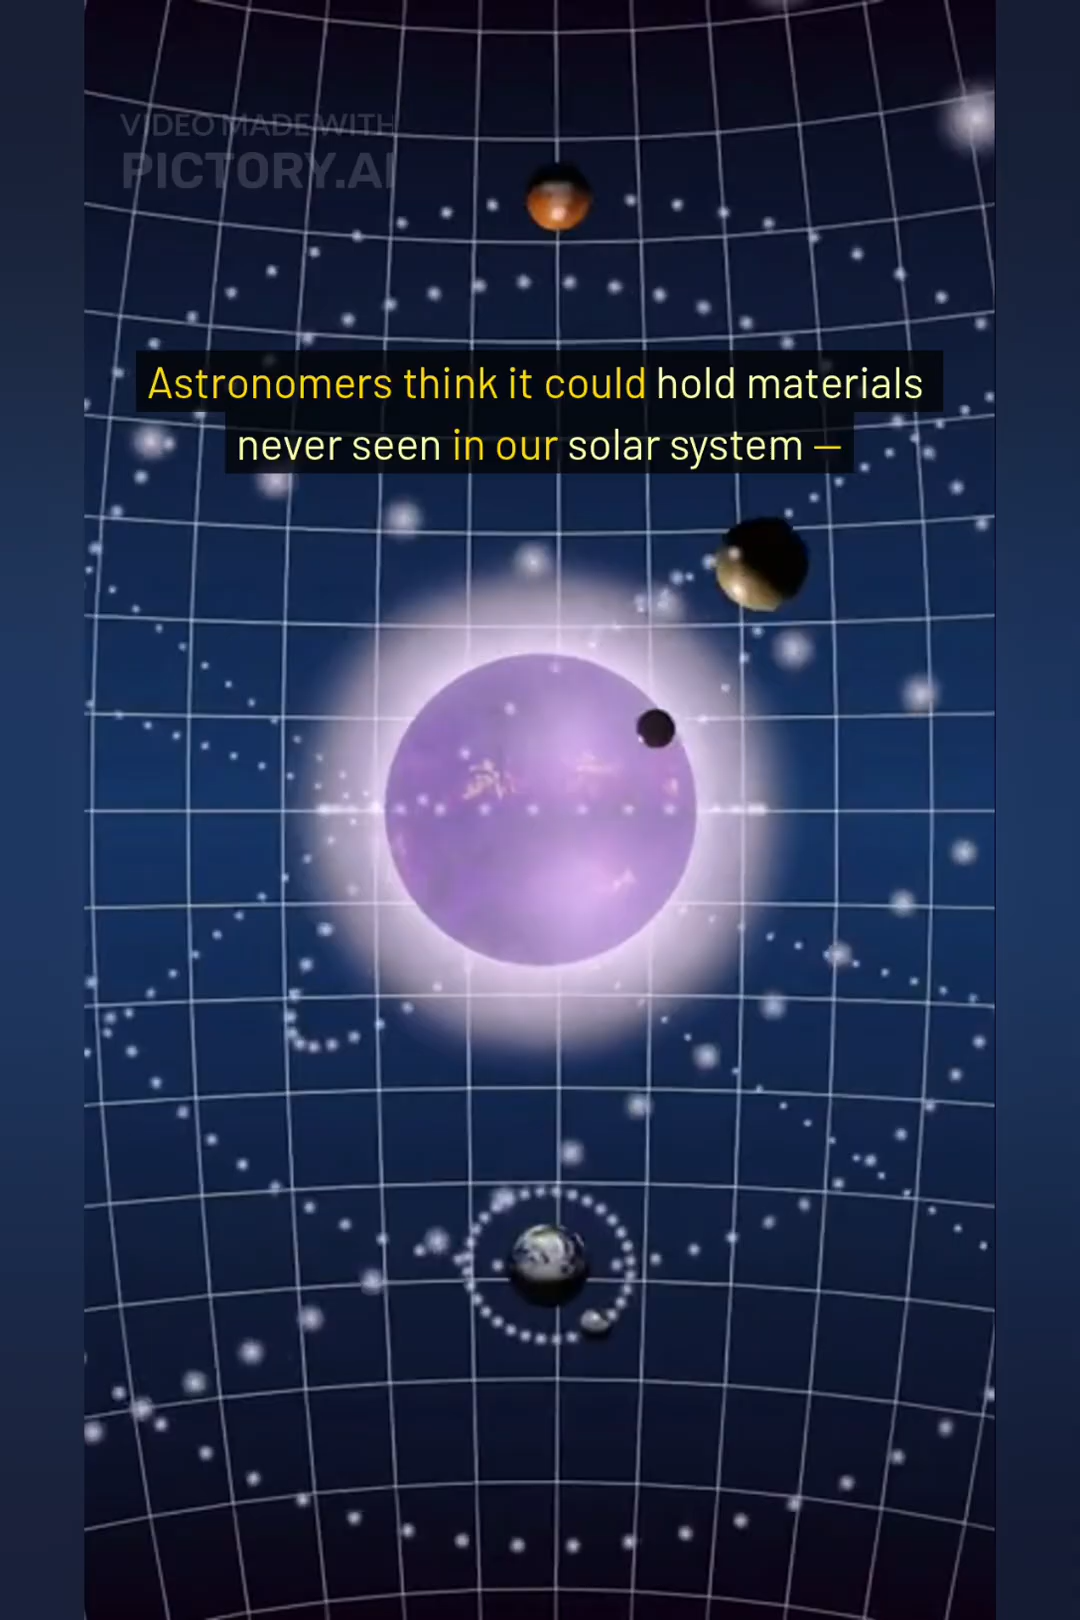 VIDEO MADE WITH
PICTORY.AI
Astronomers think it could hold materials
never seen in our solar system —